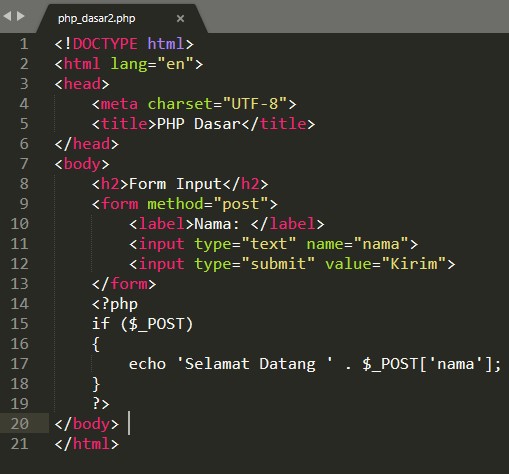 php_dasar2.php ×
1 <!DOCTYPE html>
2 <html lang="en">
3 <head>
4     <meta charset="UTF-8">
5     <title>PHP Dasar</title>
6 </head>
7 <body>
8     <h2>Form Input</h2>
9     <form method="post">
10         <label>Nama: </label>
11         <input type="text" name="nama">
12         <input type="submit" value="Kirim">
13     </form>
14     <?php
15     if ($_POST)
16     {
17         echo 'Selamat Datang ' . $_POST['nama'];
18     }
19     ?>
20 </body>
21 </html>